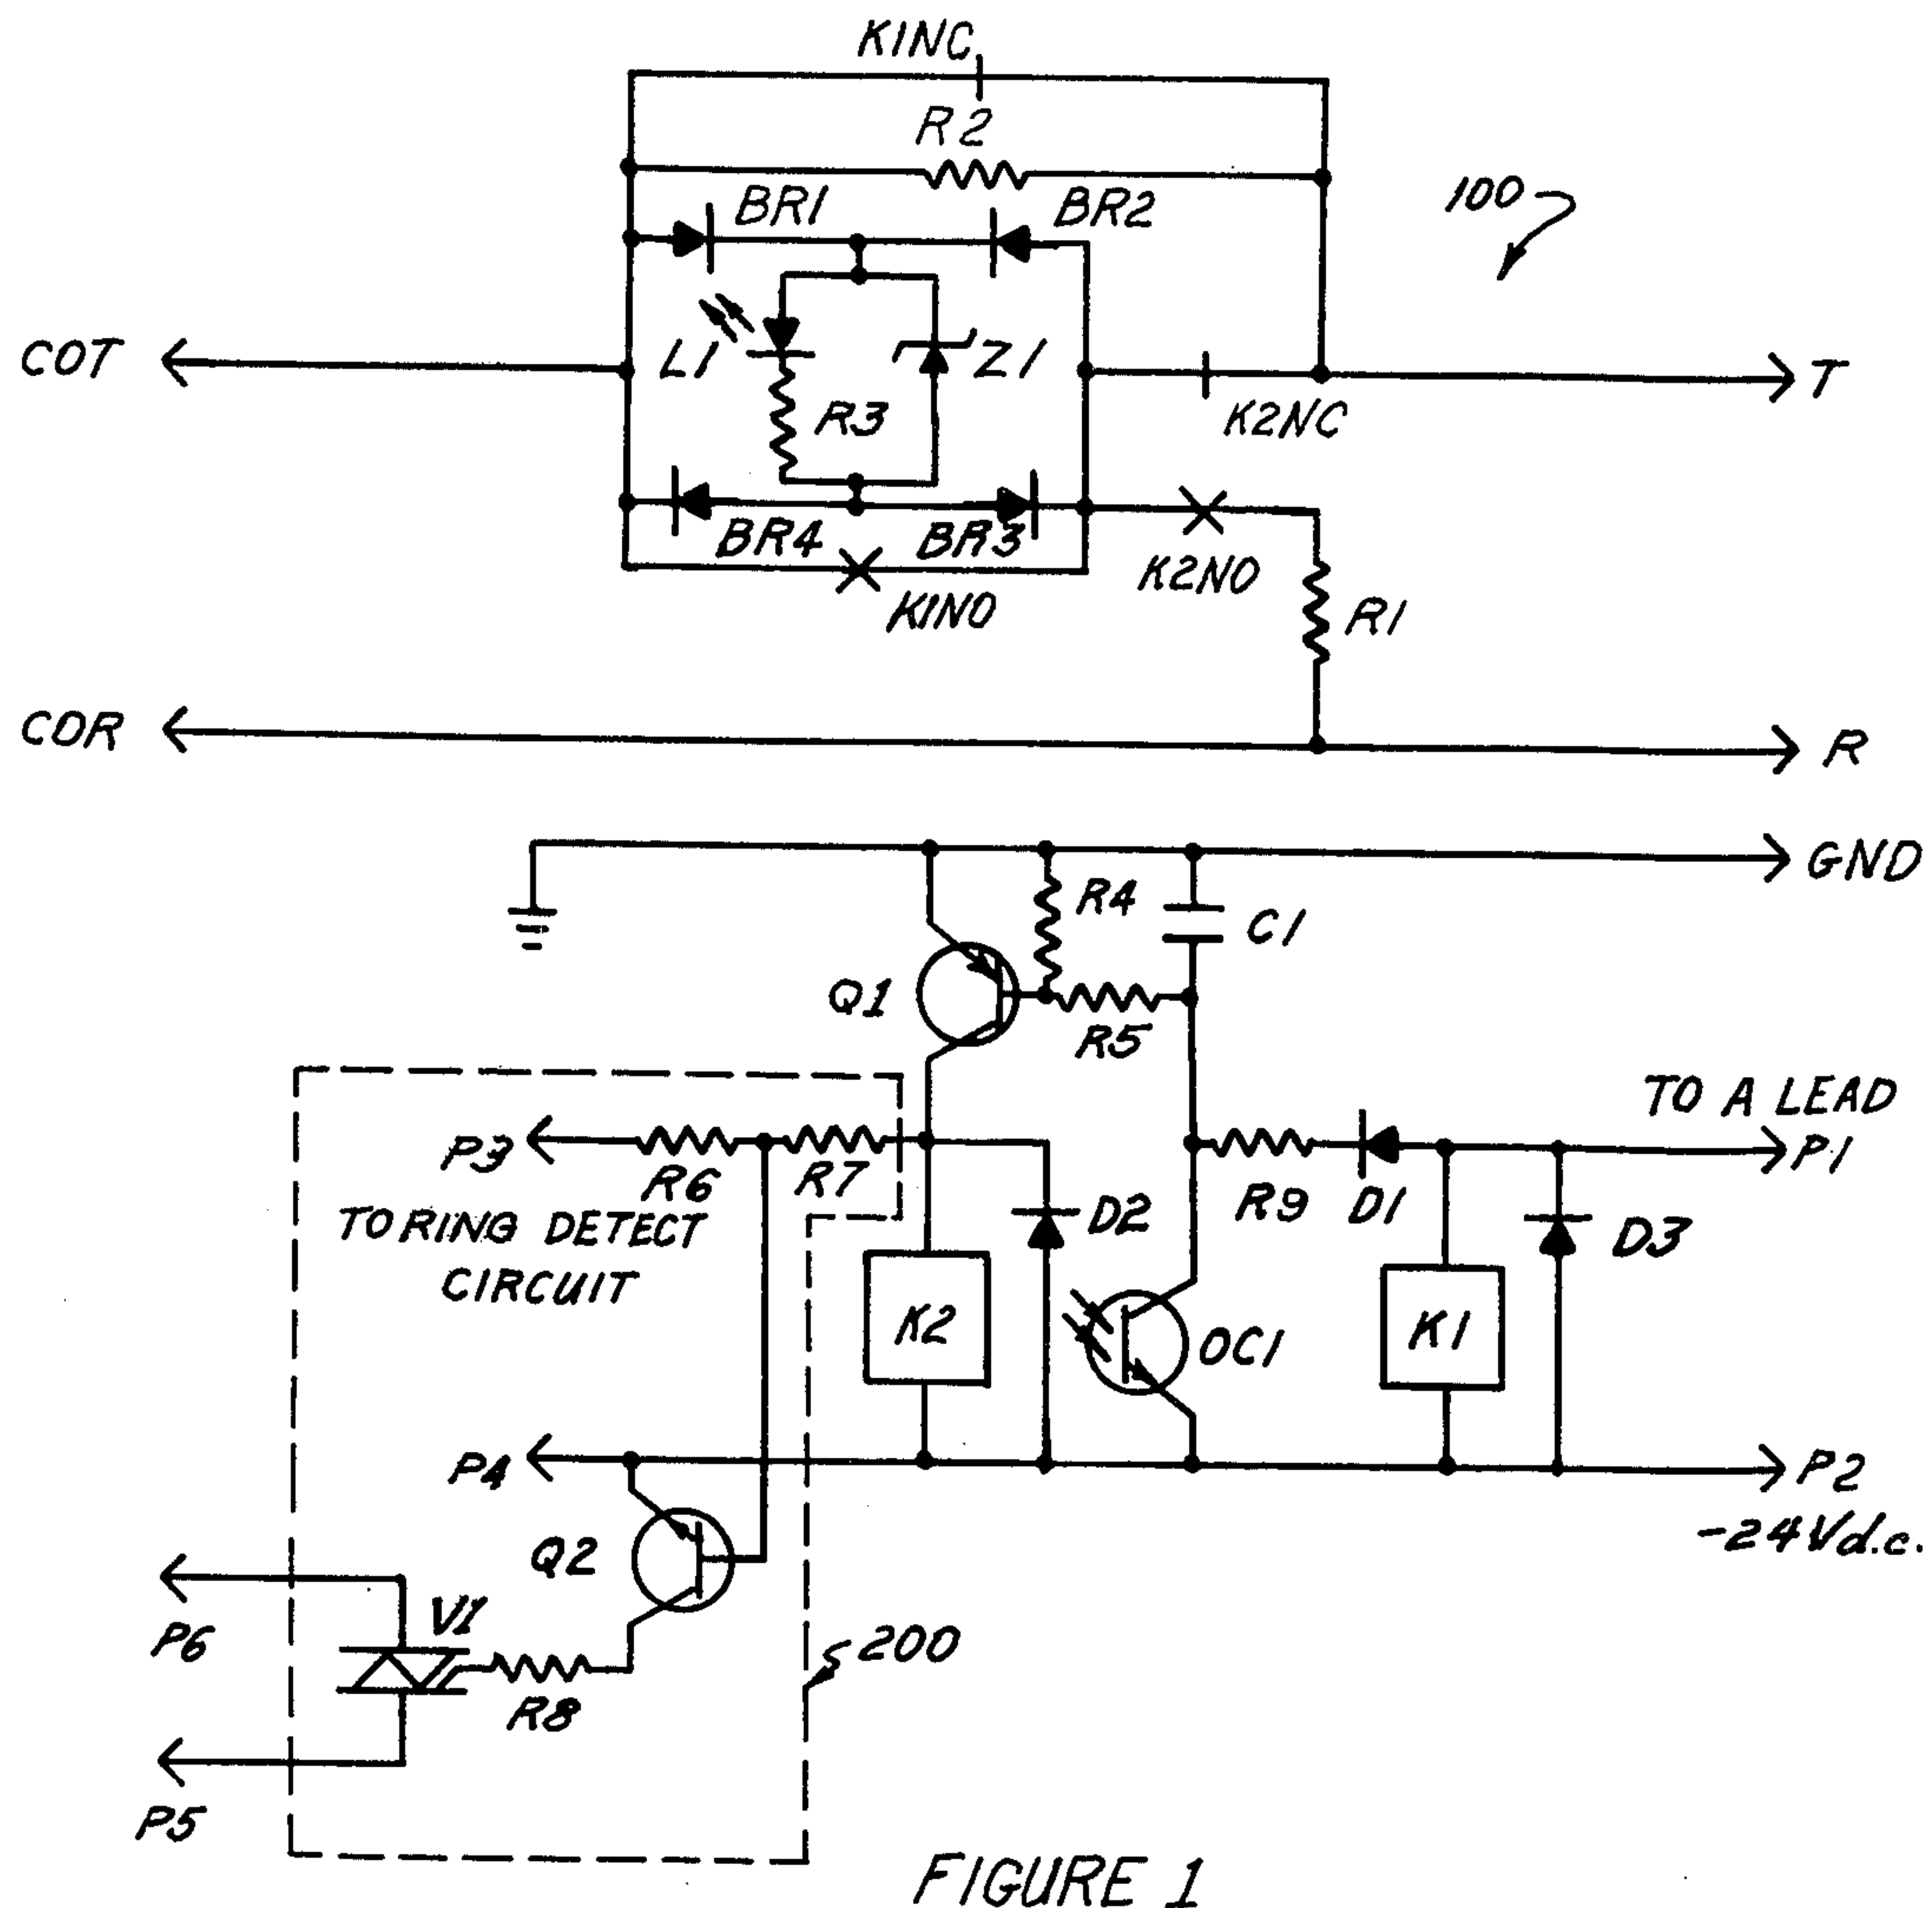 K1NC
R2
BR1
BR2
100
COT
L1
Z1
T
R3
K2NC
BR4
BR3
K2NO
K1NO
R1
COR
R
GND
R4
C1
Q1
R5
TO A LEAD
P3
R6
R7
P1
R9
D1
D2
D3
TO RING DETECT
CIRCUIT
K2
OC1
K1
P4
P2
-24Vd.c.
Q2
V1
P6
200
R8
P5
FIGURE 1